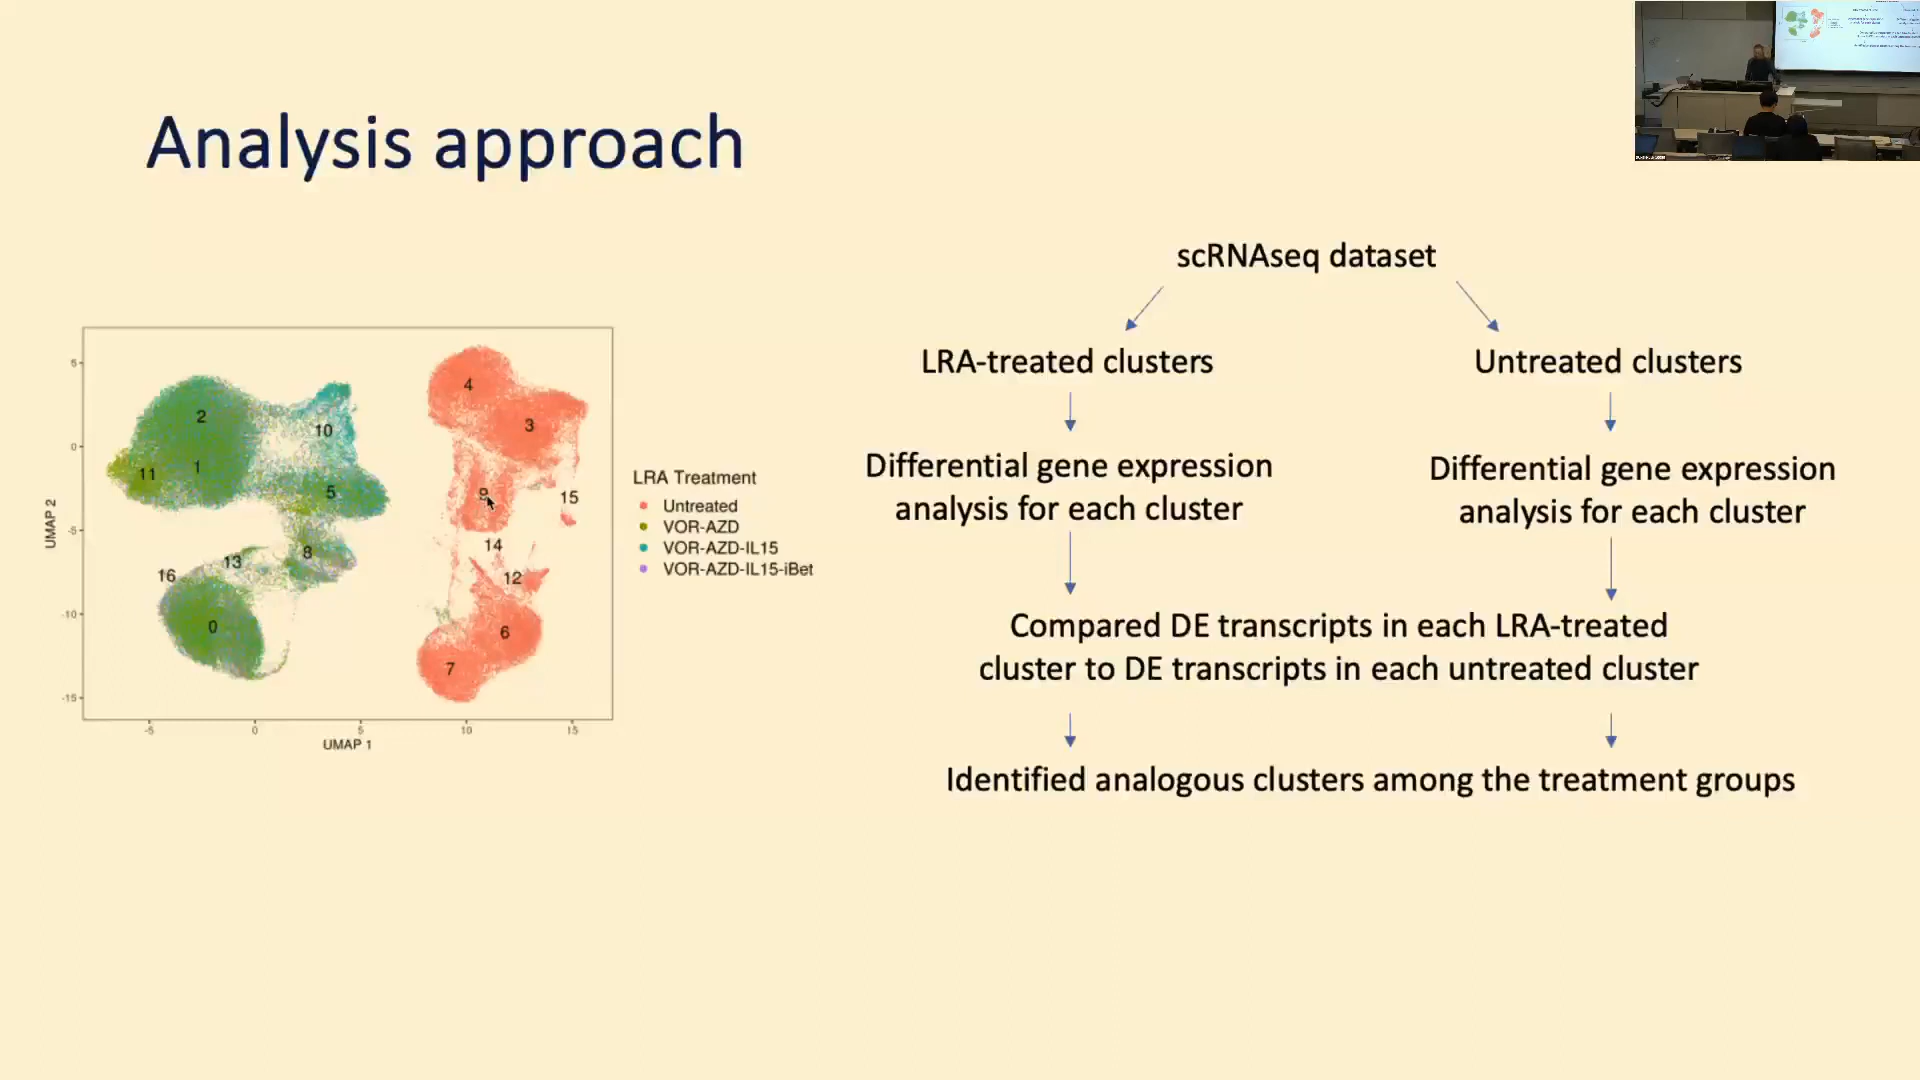 Analysis approach
scRNAseq dataset
LRA-treated clusters
Untreated clusters
Differential gene expression
analysis for each cluster
Differential gene expression
analysis for each cluster
Compared DE transcripts in each LRA-treated
cluster to DE transcripts in each untreated cluster
Identified analogous clusters among the treatment groups
UMAP 2
5
0
-5
-10
-15
2
10
11
1
5
8
13
16
0
4
3
9
15
14
12
6
7
-5
0
5
10
15
UMAP 1
LRA Treatment
Untreated
VOR-AZD
VOR-AZD-IL15
VOR-AZD-IL15-iBet